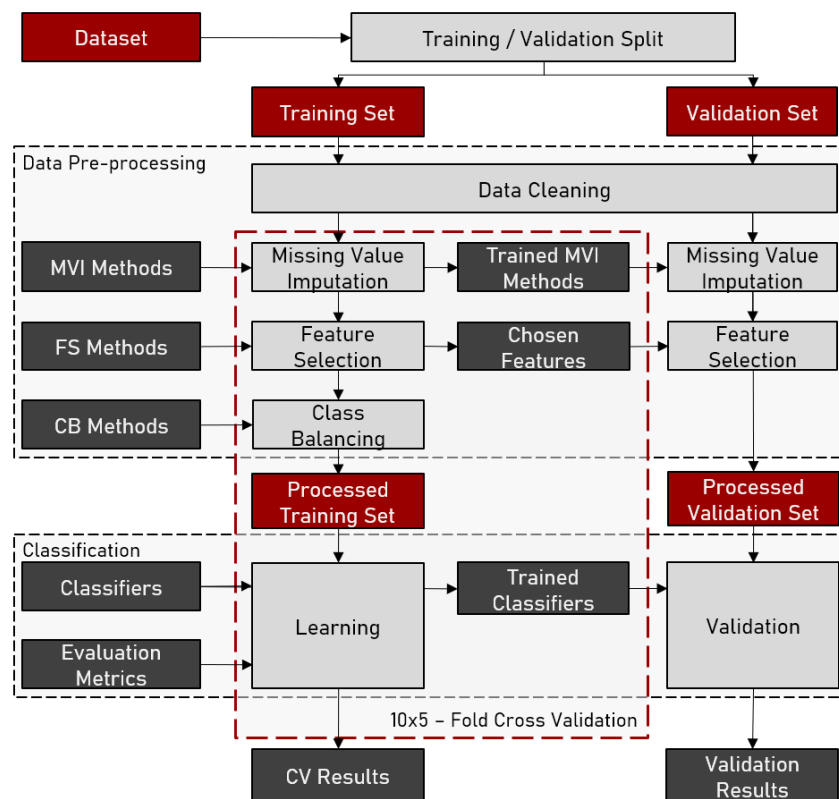 Dataset
Training / Validation Split
Training Set
Validation Set
Data Pre-processing
Data Cleaning
MVI Methods
Missing Value
Imputation
Trained MVI
Methods
Missing Value
Imputation
FS Methods
Feature
Selection
Chosen
Features
Feature
Selection
CB Methods
Class
Balancing
Processed
Training Set
Processed
Validation Set
Classification
Classifiers
Learning
Trained
Classifiers
Validation
Evaluation
Metrics
10x5 – Fold Cross Validation
CV Results
Validation
Results